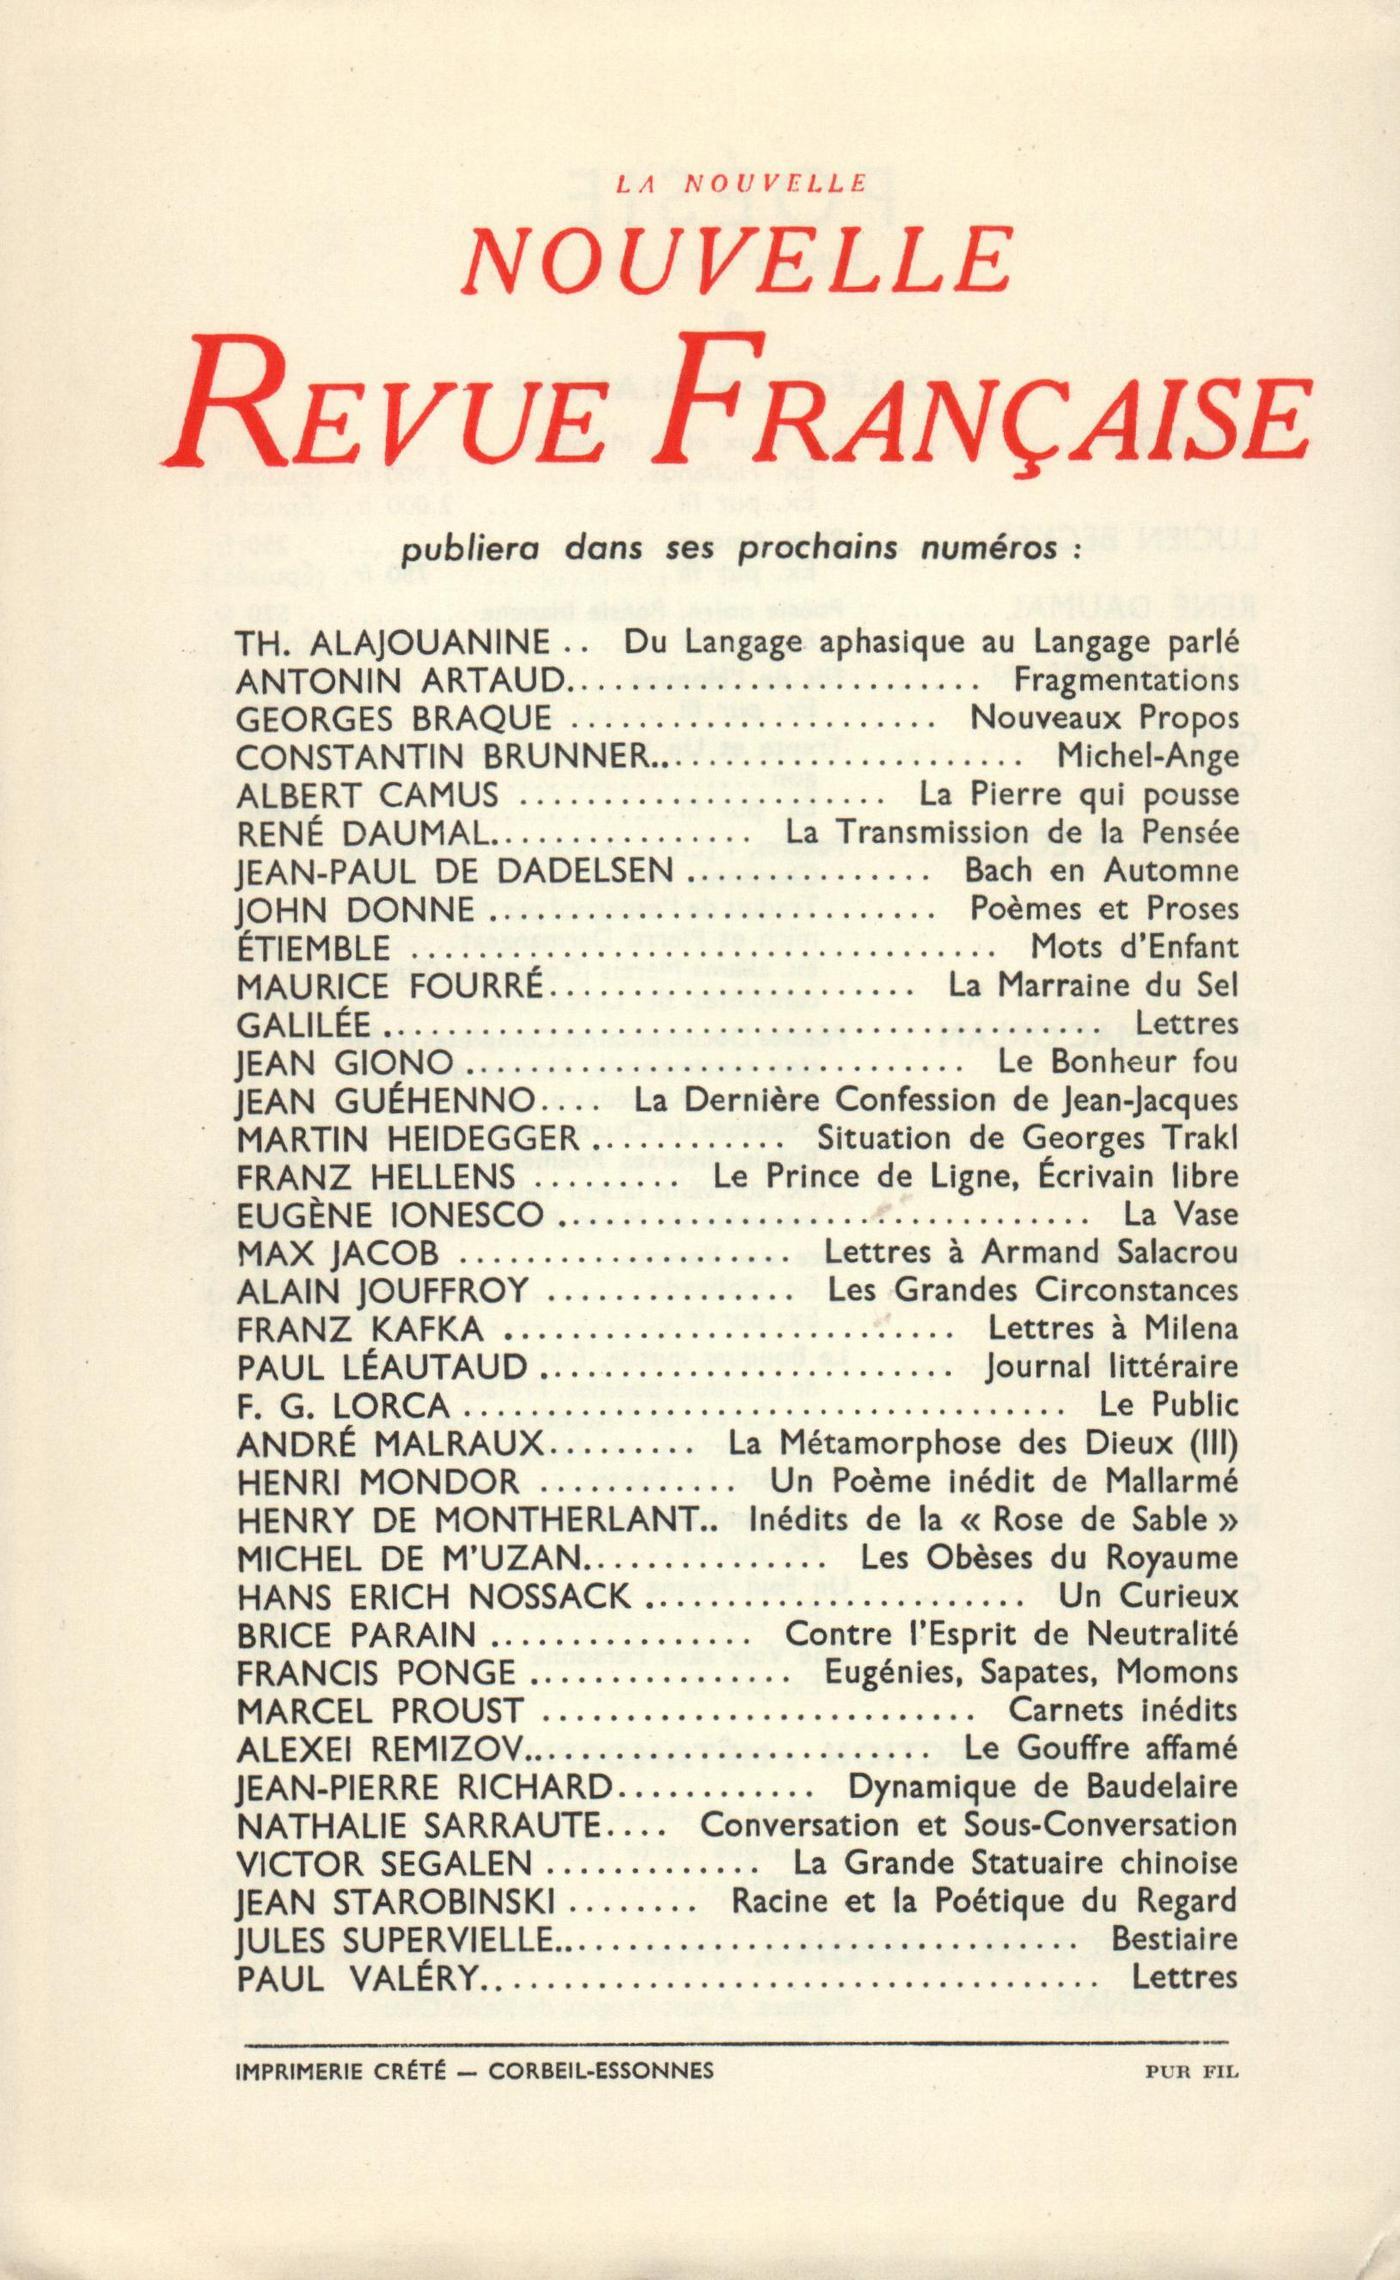 LA NOUVELLE
NOUVELLE
REVUE FRANÇAISE
publiera dans ses prochains numéros :
TH. ALAJOUANINE .. Du Langage aphasique au Langage parlé
ANTONIN ARTAUD.......................... Fragmentations
GEORGES BRAQUE ....................... Nouveaux Propos
CONSTANTIN BRUNNER........................ Michel-Ange
ALBERT CAMUS ....................... La Pierre qui pousse
RENÉ DAUMAL................. La Transmission de la Pensée
JEAN-PAUL DE DADELSEN ............... Bach en Automne
JOHN DONNE ............................ Poèmes et Proses
ÉTIEMBLE ..................................... Mots d'Enfant
MAURICE FOURRÉ....................... La Marraine du Sel
GALILÉE ............................................. Lettres
JEAN GIONO ............................... Le Bonheur fou
JEAN GUÉHENNO.... La Dernière Confession de Jean-Jacques
MARTIN HEIDEGGER ............ Situation de Georges Trakl
FRANZ HELLENS ......... Le Prince de Ligne, Écrivain libre
EUGÈNE IONESCO ................................. La Vase
MAX JACOB ..................... Lettres à Armand Salacrou
ALAIN JOUFFROY ............... Les Grandes Circonstances
FRANZ KAFKA ............................ Lettres à Milena
PAUL LÉAUTAUD .......................... Journal littéraire
F. G. LORCA ...................................... Le Public
ANDRÉ MALRAUX......... La Métamorphose des Dieux (III)
HENRI MONDOR ............ Un Poème inédit de Mallarmé
HENRY DE MONTHERLANT.. Inédits de la « Rose de Sable »
MICHEL DE M'UZAN................ Les Obèses du Royaume
HANS ERICH NOSSACK ........................ Un Curieux
BRICE PARAIN ................. Contre l'Esprit de Neutralité
FRANCIS PONGE ................. Eugénies, Sapates, Momons
MARCEL PROUST ........................... Carnets inédits
ALEXEI REMIZOV.......................... Le Gouffre affamé
JEAN-PIERRE RICHARD............. Dynamique de Baudelaire
NATHALIE SARRAUTE.... Conversation et Sous-Conversation
VICTOR SEGALEN .............. La Grande Statuaire chinoise
JEAN STAROBINSKI ........ Racine et la Poétique du Regard
JULES SUPERVIELLE................................. Bestiaire
PAUL VALÉRY....................................... Lettres
IMPRIMERIE CRÉTÉ — CORBEIL-ESSONNES PUR FIL